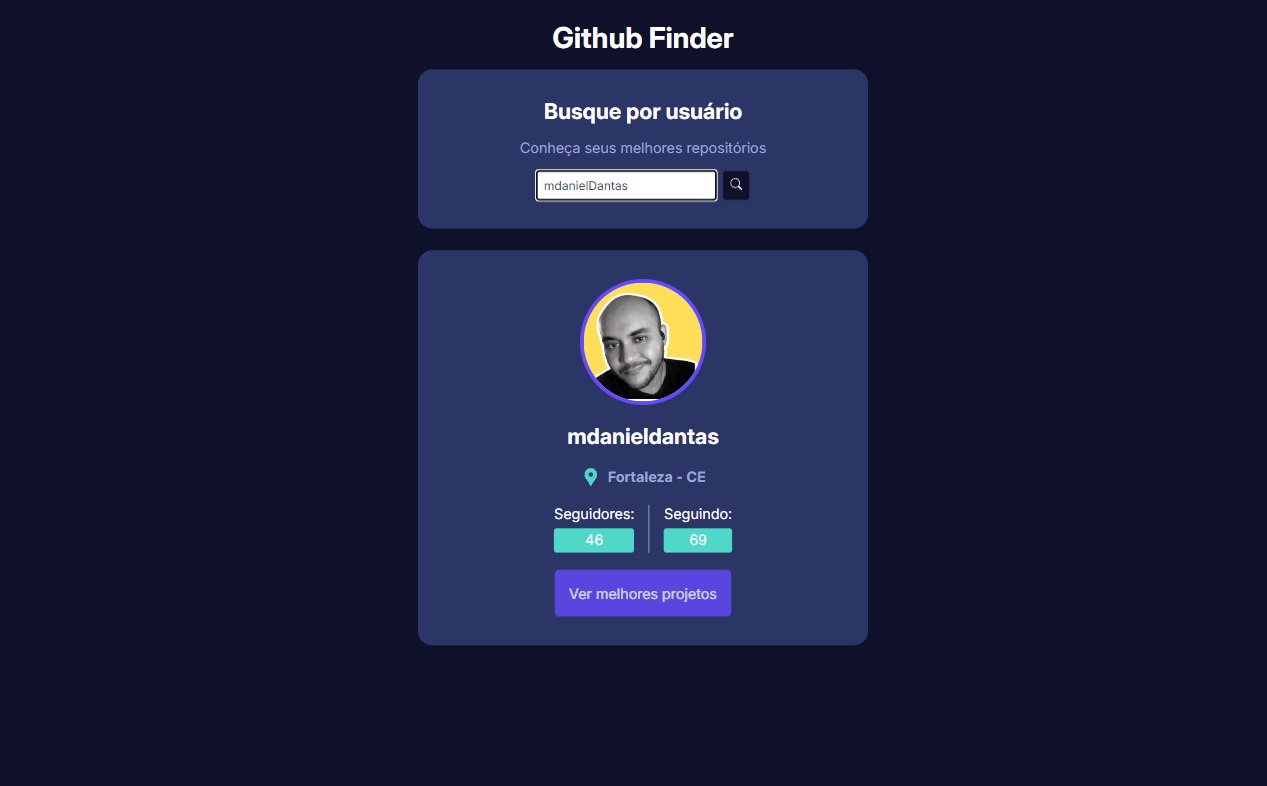 Github Finder
Busque por usuário
Conheça seus melhores repositórios
mdanielDantas
mdanieldantas
Fortaleza - CE
Seguidores: Seguindo:
46 69
Ver melhores projetos